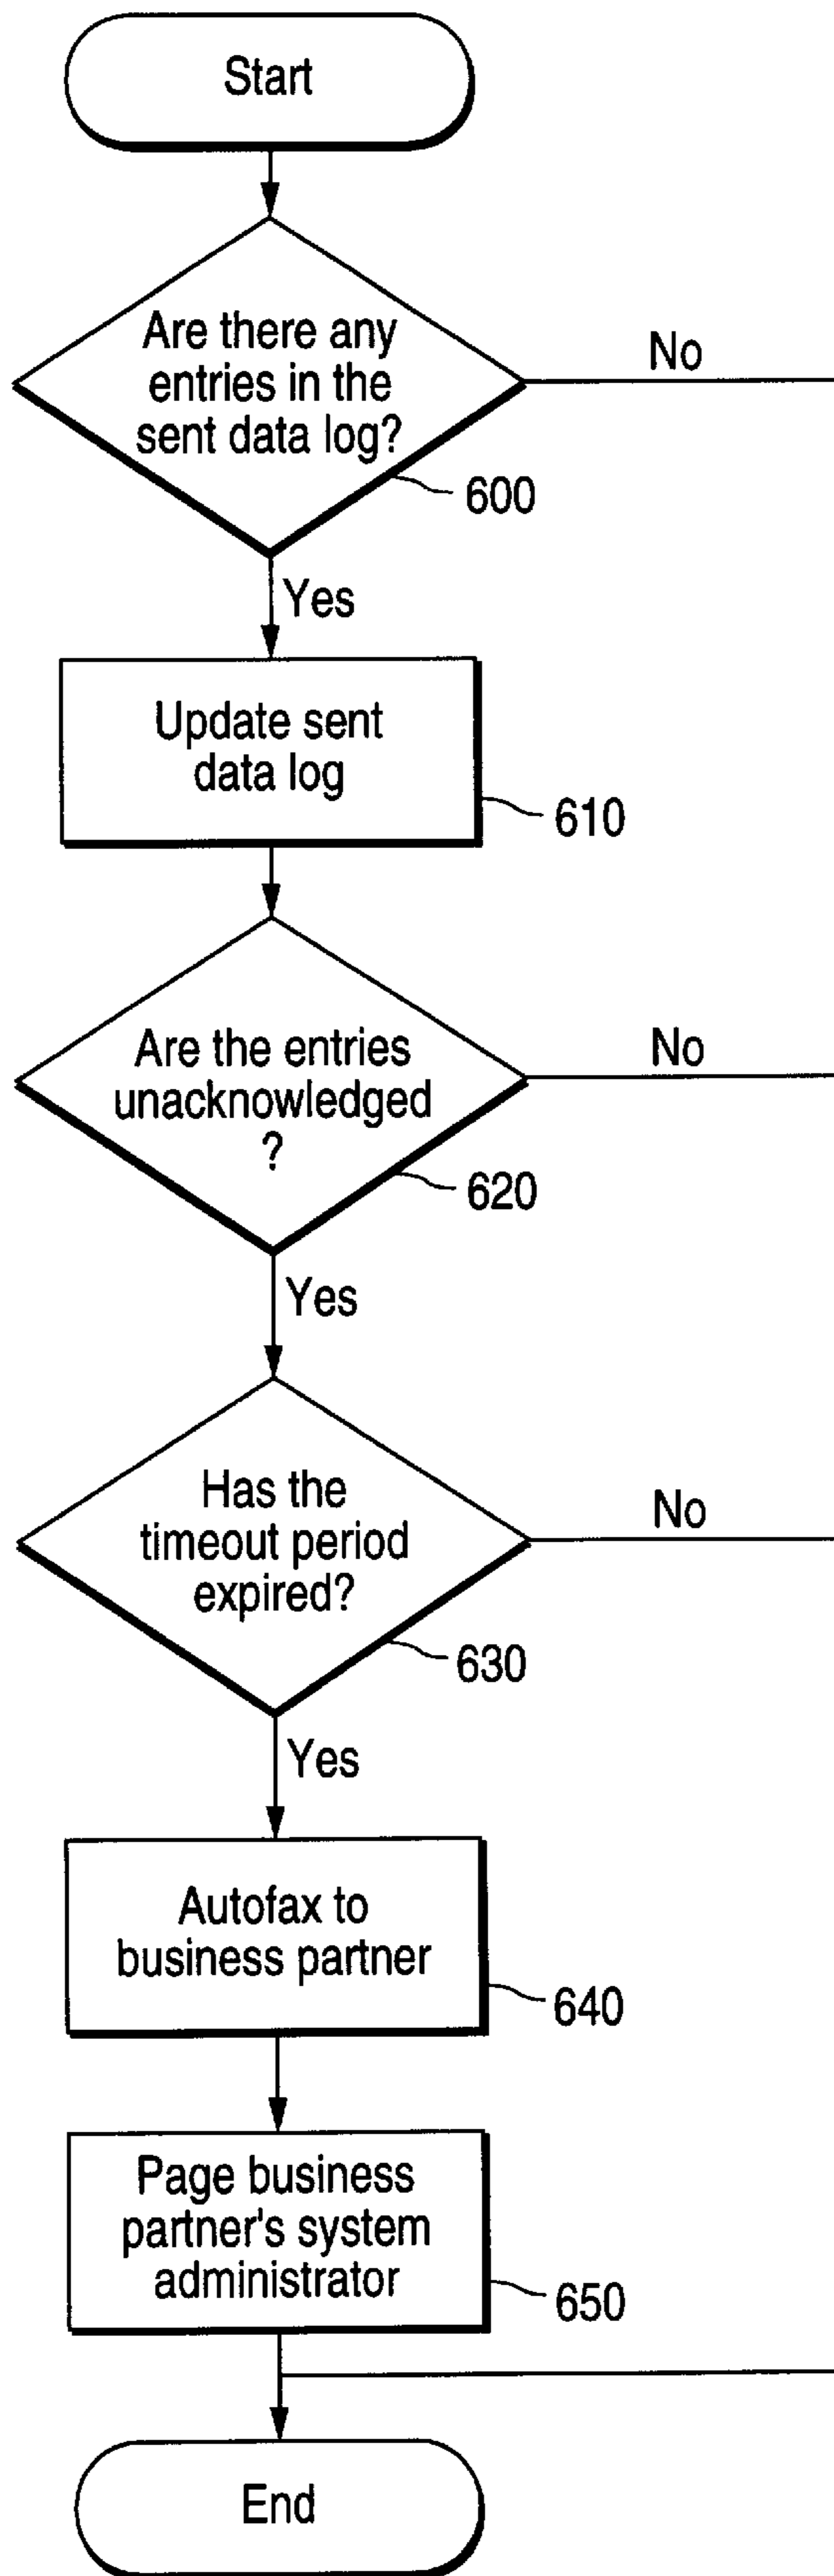 Start
Are there any
entries in the
sent data log?
No
600
Yes
Update sent
data log
610
Are the entries
unacknowledged
?
No
620
Yes
Has the
timeout period
expired?
No
630
Yes
Autofax to
business partner
640
Page business
partner's system
administrator
650
End